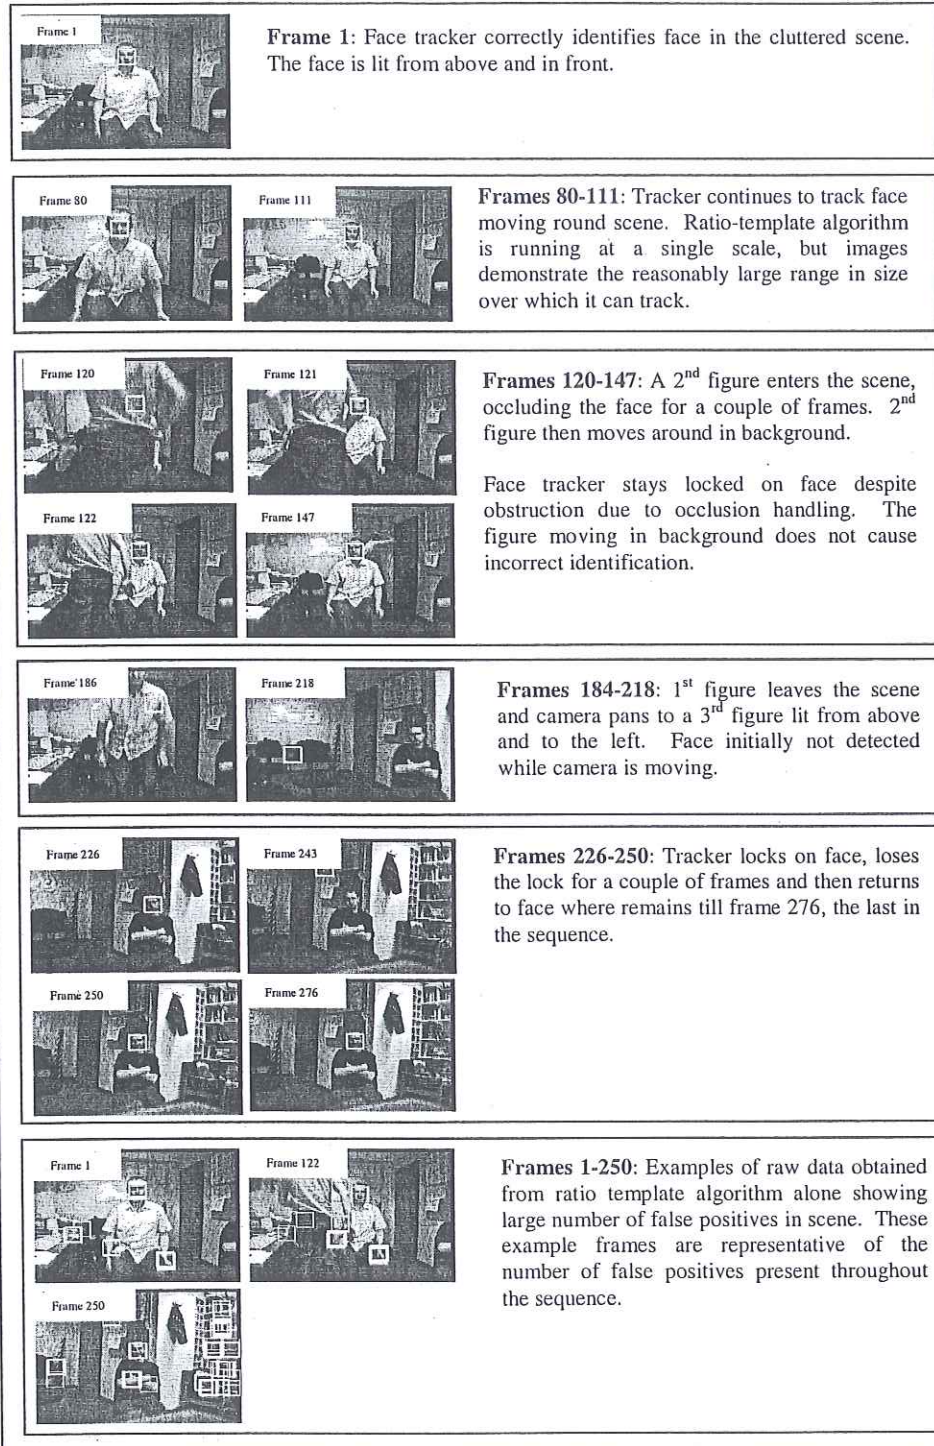 Frame 1
Frame 1: Face tracker correctly identifies face in the cluttered scene.
The face is lit from above and in front.
Frame 80
Frame 111
Frames 80-111: Tracker continues to track face
moving round scene. Ratio-template algorithm
is running at a single scale, but images
demonstrate the reasonably large range in size
over which it can track.
Frame 120
Frame 121
Frame 122
Frame 147
Frames 120-147: A 2nd figure enters the scene,
occluding the face for a couple of frames. 2nd
figure then moves around in background.
Face tracker stays locked on face despite
obstruction due to occlusion handling. The
figure moving in background does not cause
incorrect identification.
Frame 186
Frame 218
Frames 184-218: 1st figure leaves the scene
and camera pans to a 3rd figure lit from above
and to the left. Face initially not detected
while camera is moving.
Frame 226
Frame 243
Frame 250
Frame 276
Frames 226-250: Tracker locks on face, loses
the lock for a couple of frames and then returns
to face where remains till frame 276, the last in
the sequence.
Frame 1
Frame 122
Frame 250
Frames 1-250: Examples of raw data obtained
from ratio template algorithm alone showing
large number of false positives in scene. These
example frames are representative of the
number of false positives present throughout
the sequence.